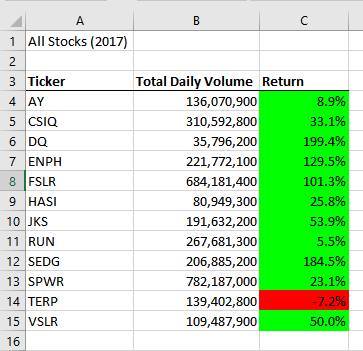 A B C
1 All Stocks (2017)
2
3 Ticker Total Daily Volume Return
4 AY 136,070,900 8.9%
5 CSIQ 310,592,800 33.1%
6 DQ 35,796,200 199.4%
7 ENPH 221,772,100 129.5%
8 FSLR 684,181,400 101.3%
9 HASI 80,949,300 25.8%
10 JKS 191,632,200 53.9%
11 RUN 267,681,300 5.5%
12 SEDG 206,885,200 184.5%
13 SPWR 782,187,000 23.1%
14 TERP 139,402,800 -7.2%
15 VSLR 109,487,900 50.0%
16